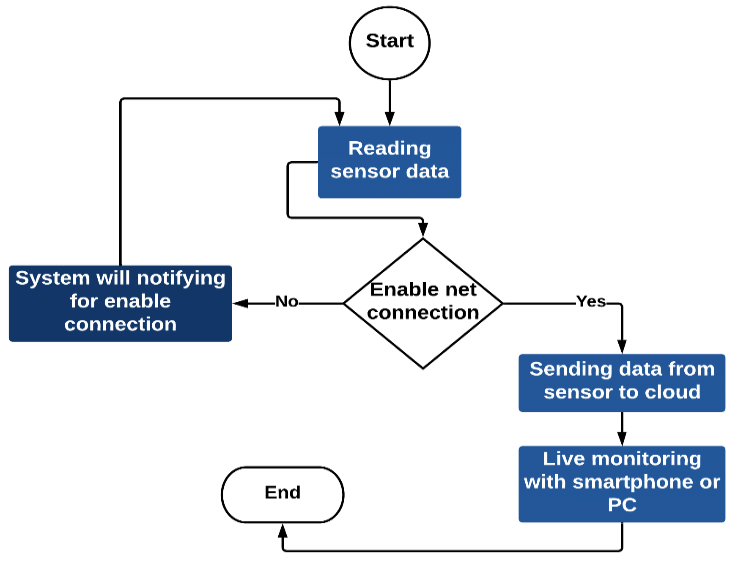 Start
Reading
sensor data
Enable net
connection
No
Yes
System will notifying
for enable
connection
Sending data from
sensor to cloud
Live monitoring
with smartphone or
PC
End